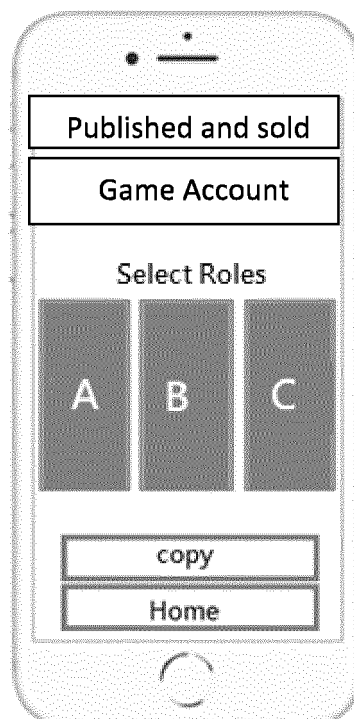 Published and sold
Game Account
Select Roles
A B C
copy
Home